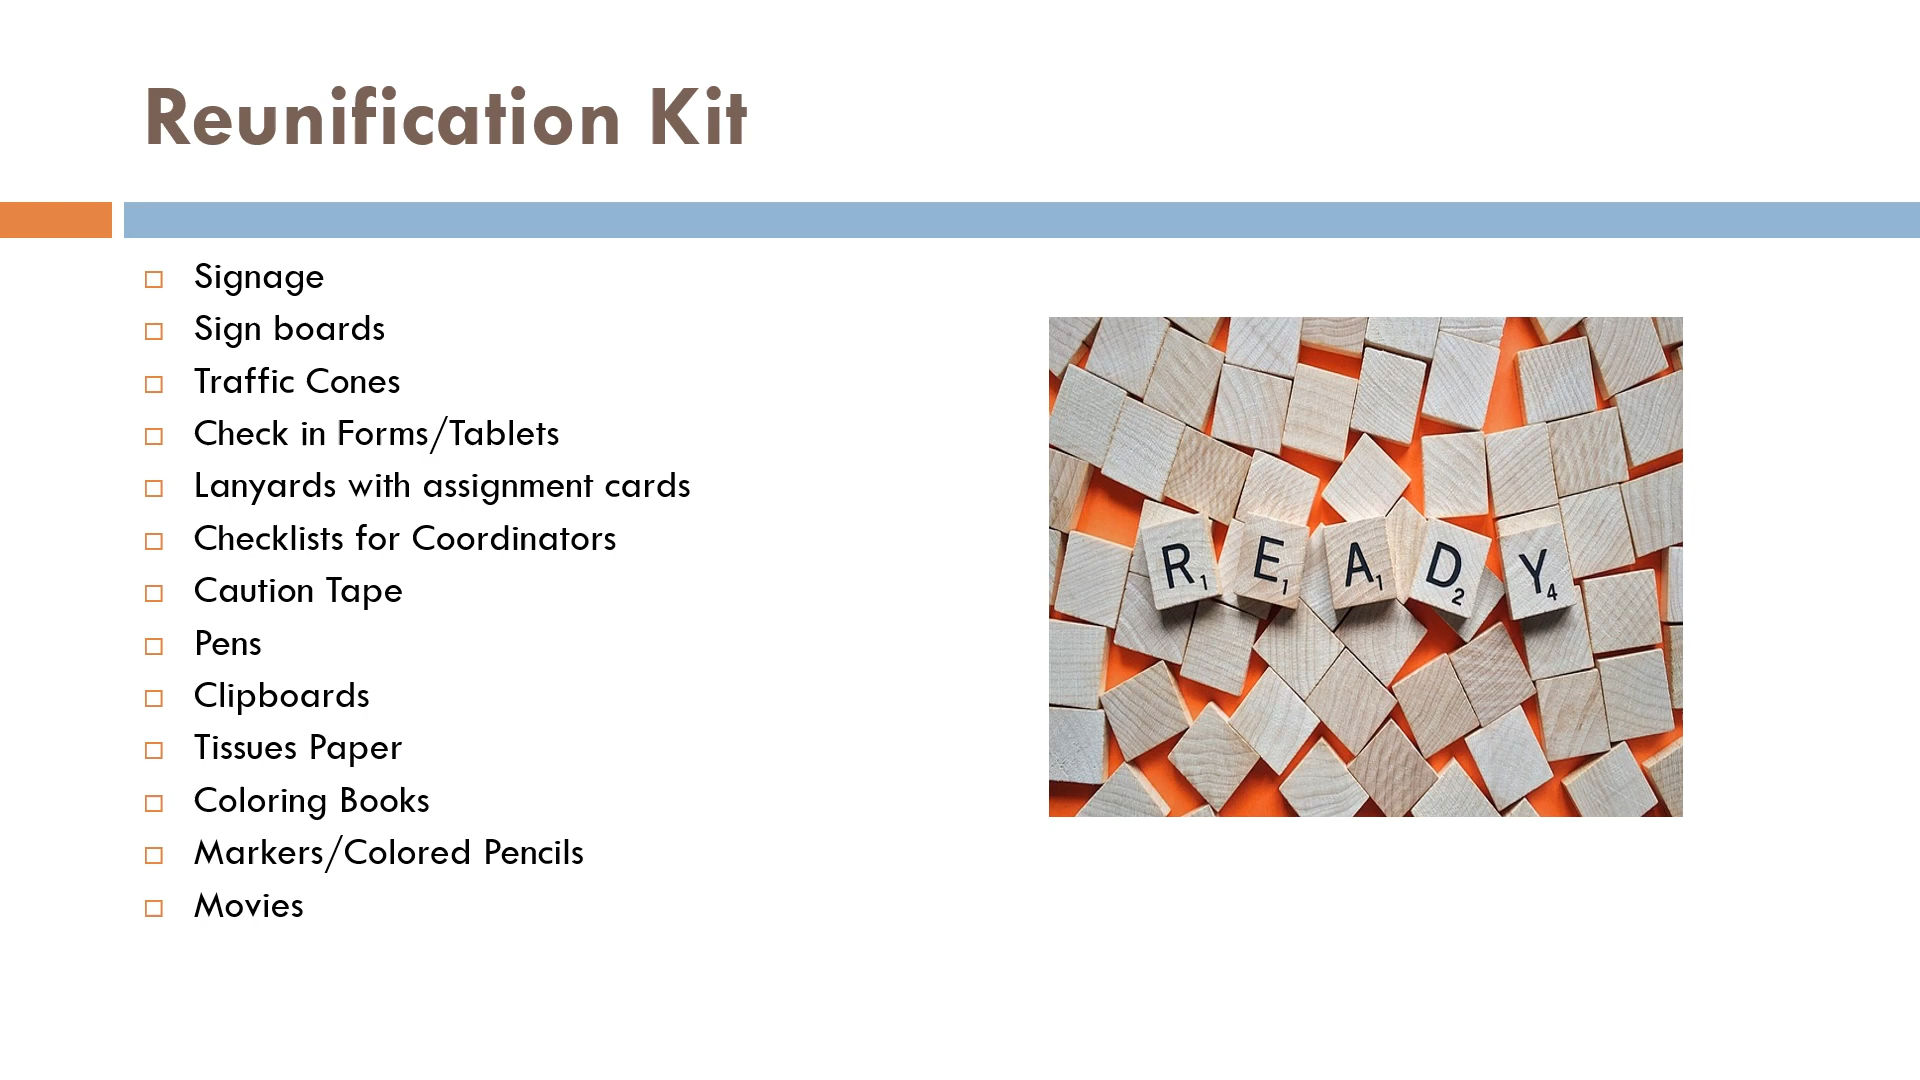 Reunification Kit
Signage
Sign boards
Traffic Cones
Check in Forms/Tablets
Lanyards with assignment cards
Checklists for Coordinators
Caution Tape
Pens
Clipboards
Tissues Paper
Coloring Books
Markers/Colored Pencils
Movies
R1 E1 A1 D2 Y4